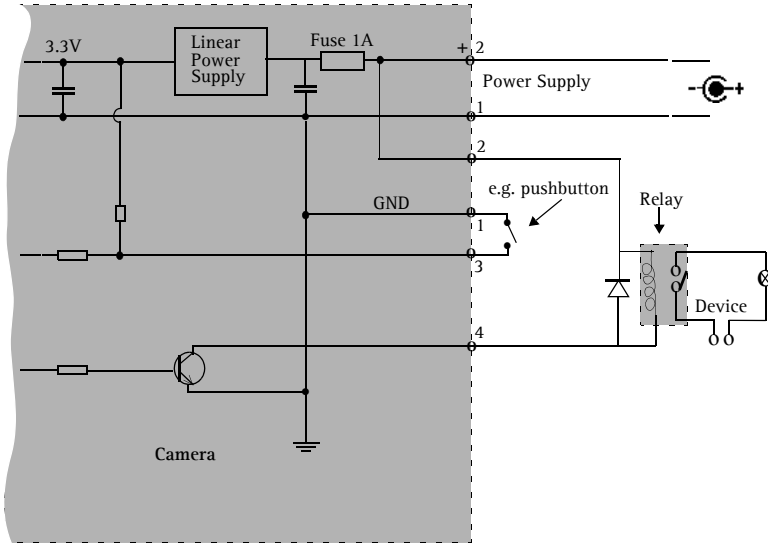 3.3V
Linear
Power
Supply
Fuse 1A
+ 2
Power Supply
- +
1
2
e.g. pushbutton
Relay
GND
1
3
Device
4
Camera